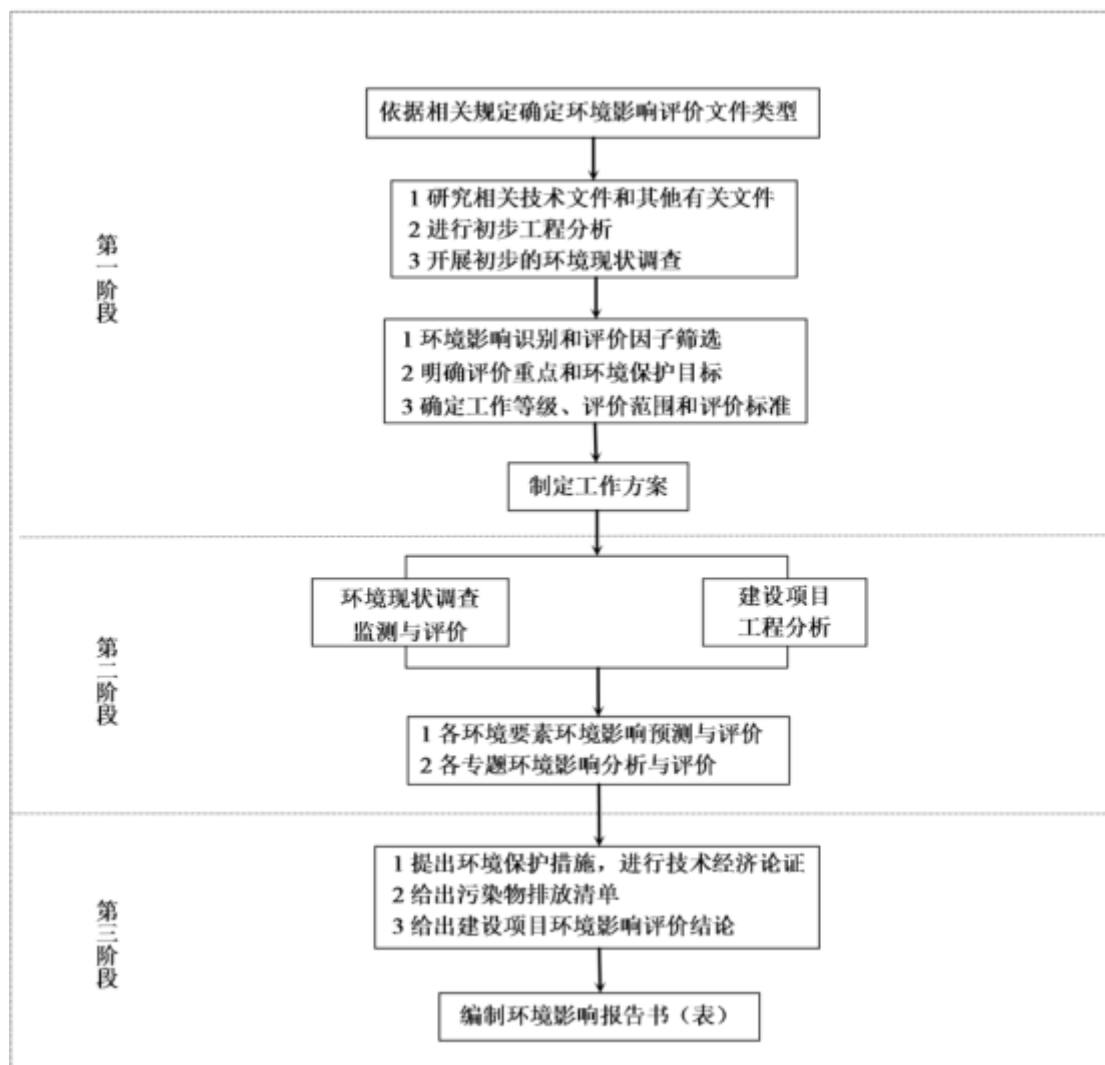 依据相关规定确定环境影响评价文件类型
1 研究相关技术文件和其他有关文件
2 进行初步工程分析
3 开展初步的环境现状调查
第一阶段
1 环境影响识别和评价因子筛选
2 明确评价重点和环境保护目标
3 确定工作等级、评价范围和评价标准
制定工作方案
环境现状调查
监测与评价
建设项目
工程分析
第二阶段
1 各环境要素环境影响预测与评价
2 各专题环境影响分析与评价
1 提出环境保护措施，进行技术经济论证
2 给出污染物排放清单
3 给出建设项目环境影响评价结论
第三阶段
编制环境影响报告书（表）